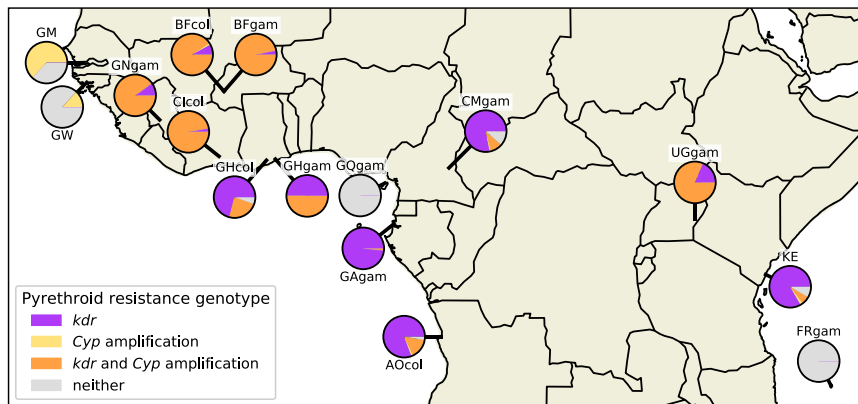 GM
BFcol
BFgam
GNgam
CIcol
GW
CMgam
GHcol
GHgam
GQgam
UGgam
GAgam
KE
AOcol
FRgam
Pyrethroid resistance genotype
kdr
Cyp amplification
kdr and Cyp amplification
neither